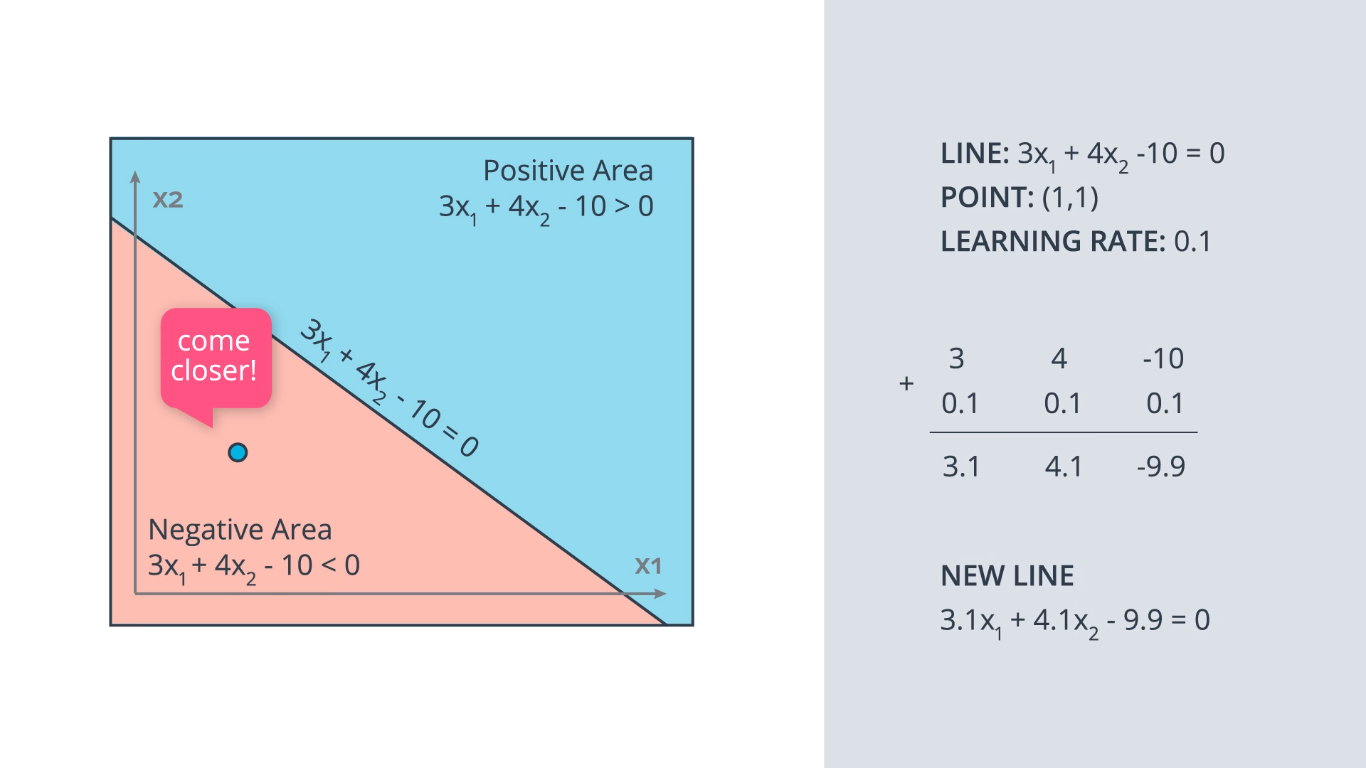 Positive Area
3x₁ + 4x₂ - 10 > 0
X2
come
closer!
3x₁ + 4x₂ - 10 = 0
Negative Area
3x₁ + 4x₂ - 10 < 0
X1
LINE: 3x₁ + 4x₂ -10 = 0
POINT: (1,1)
LEARNING RATE: 0.1
3 4 -10
+
0.1 0.1 0.1
3.1 4.1 -9.9
NEW LINE
3.1x₁ + 4.1x₂ - 9.9 = 0